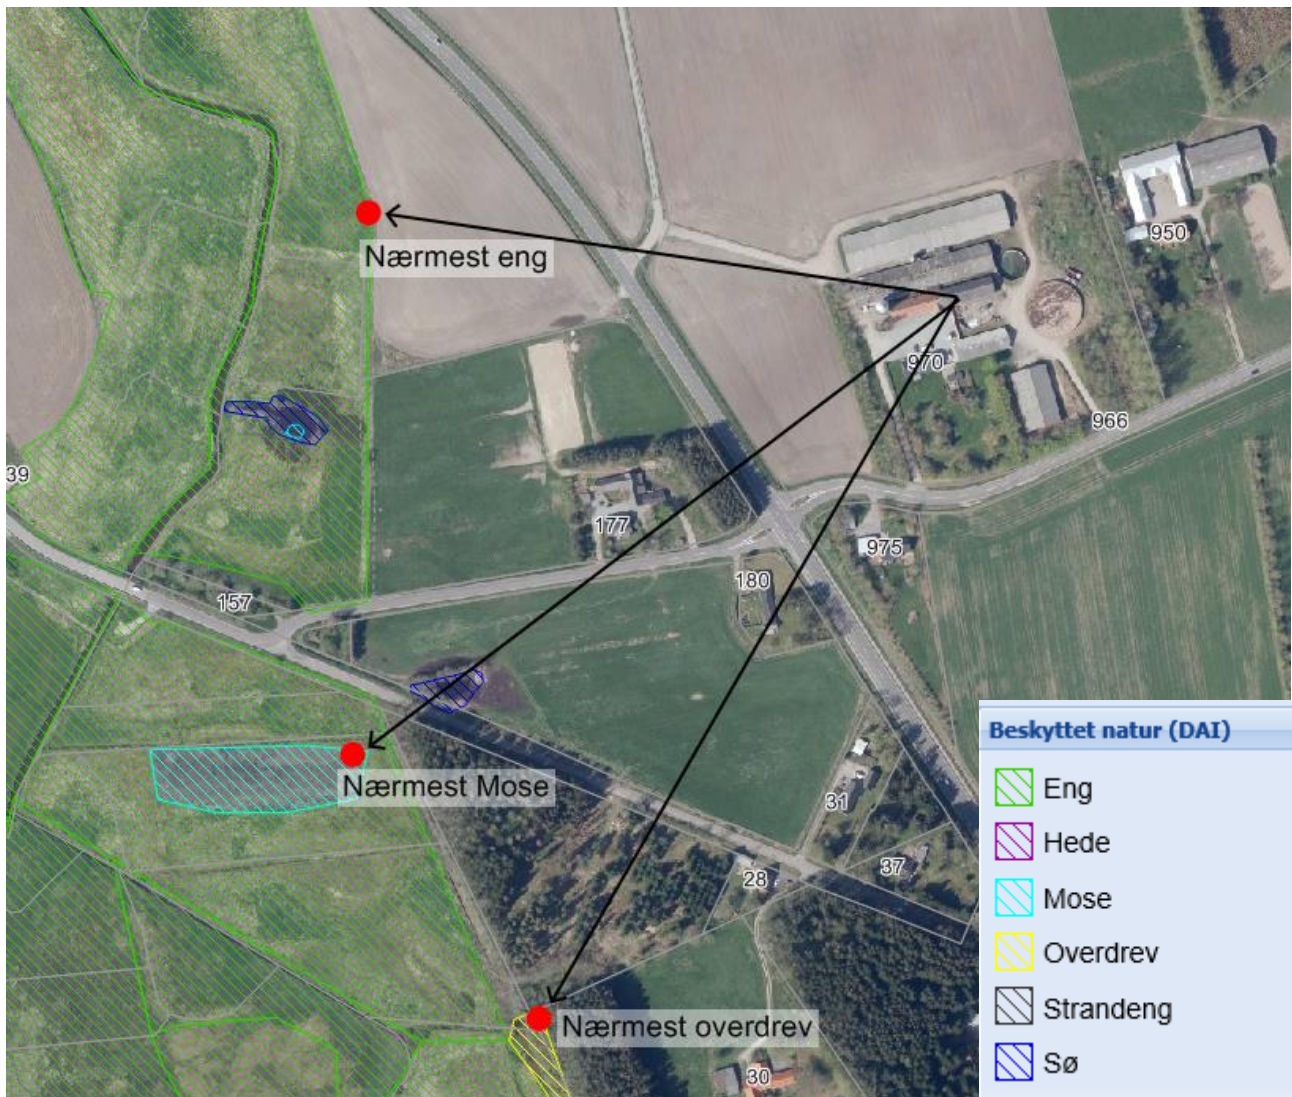 950
Nærmest eng
970
966
39
177
975
180
157
Nærmest Mose
31
37
28
Nærmest overdrev
30
Beskyttet natur (DAI)
Eng
Hede
Mose
Overdrev
Strandeng
Sø